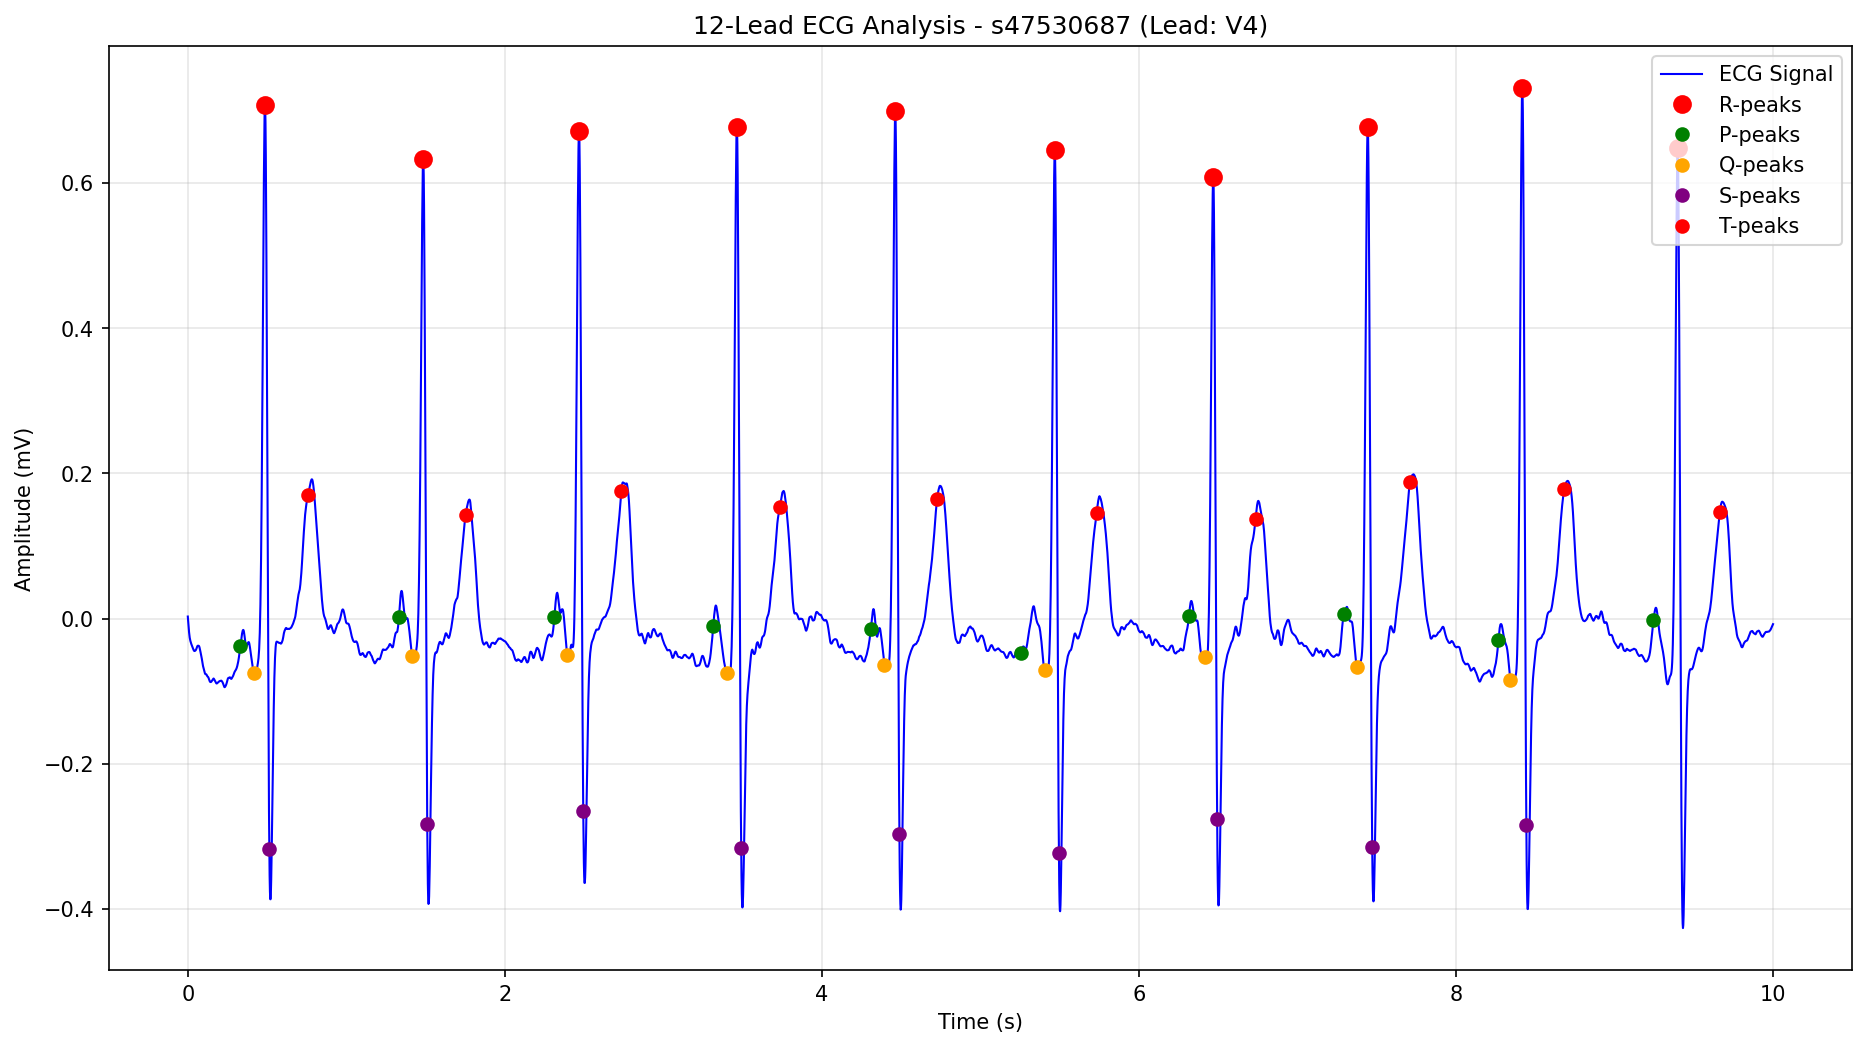 12-Lead ECG Analysis - s47530687 (Lead: V4)
ECG Signal
R-peaks
P-peaks
Q-peaks
S-peaks
T-peaks
Amplitude (mV)
0.6
0.4
0.2
0.0
−0.2
−0.4
0 2 4 6 8 10
Time (s)